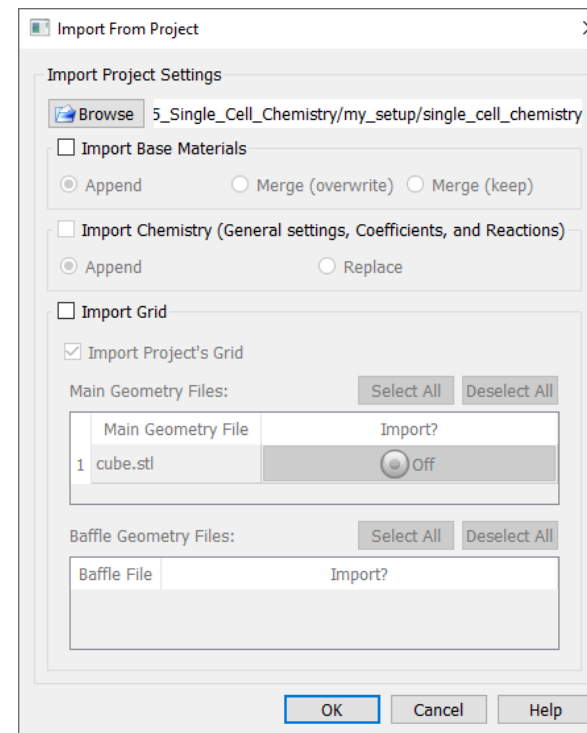 Import From Project
Import Project Settings
Browse 5_Single_Cell_Chemistry/my_setup/single_cell_chemistry
Import Base Materials
Append Merge (overwrite) Merge (keep)
Import Chemistry (General settings, Coefficients, and Reactions)
Append Replace
Import Grid
Import Project's Grid
Main Geometry Files: Select All Deselect All
Main Geometry File Import?
1 cube.stl Off
Baffle Geometry Files: Select All Deselect All
Baffle File Import?
OK Cancel Help